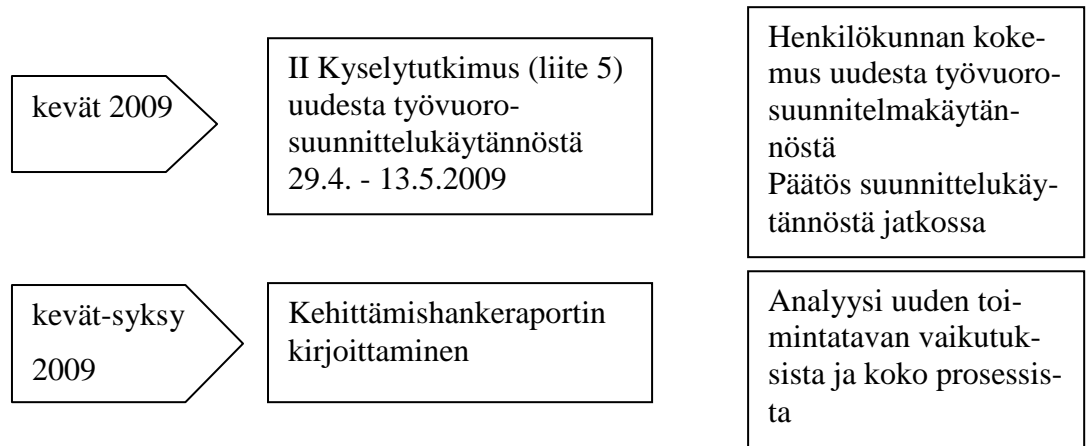 kevät 2009
II Kyselytutkimus (liite 5)
uudesta työvuoro-
suunnittelukäytännöstä
29.4. - 13.5.2009
Henkilökunnan koke-
mus uudesta työvuoro-
suunnitelmakäytän-
nöstä
Päätös suunnittelukäy-
tännöstä jatkossa
kevät-syksy
2009
Kehittämishankeraportin
kirjoittaminen
Analyysi uuden toi-
mintatavan vaikutuk-
sista ja koko prosessis-
ta